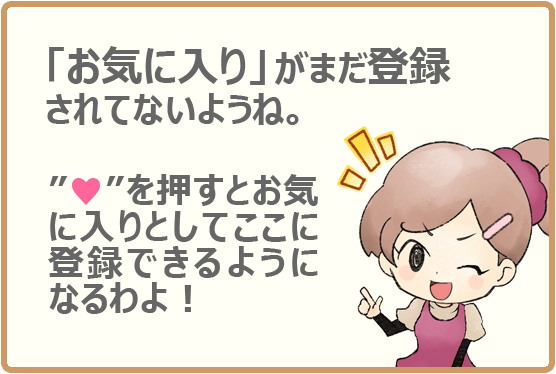 「お気に入り」がまだ登録
されてないようね。
”♥”を押すとお気
に入りとしてここに
登録できるように
なるわよ！